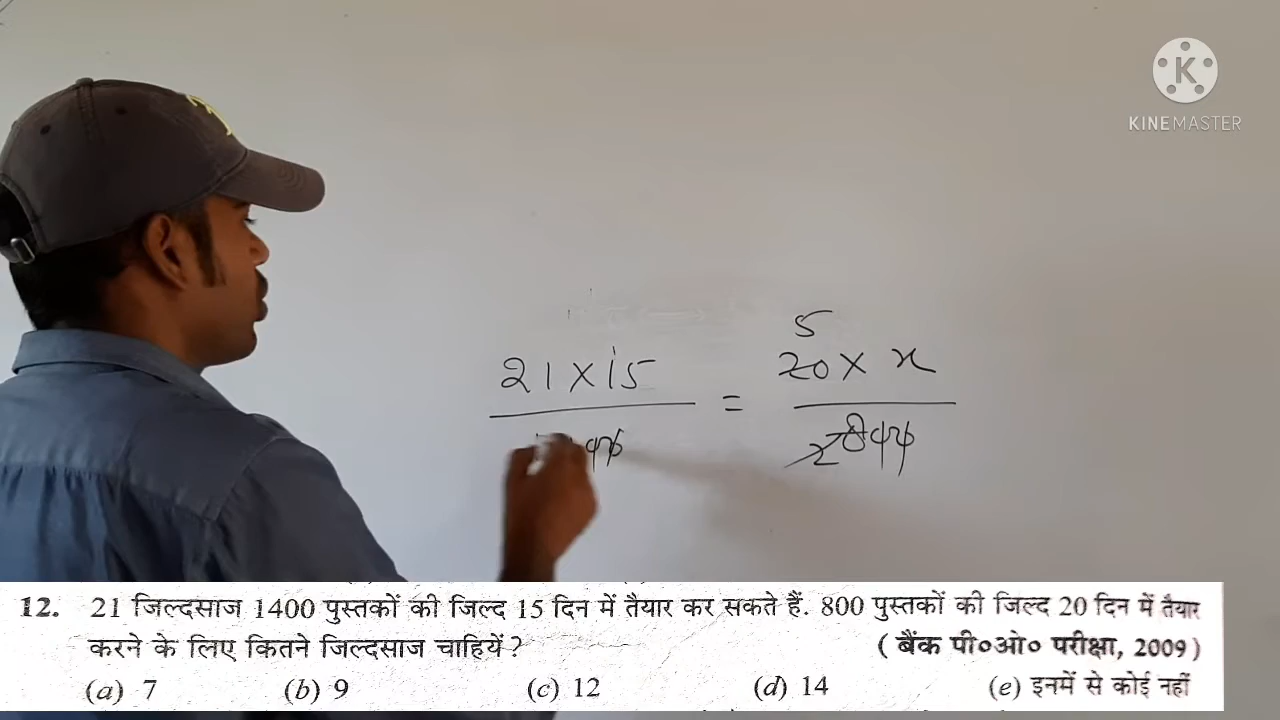 KINEMASTER
5
21 × 15 = 20 × x
12. 21 जिल्दसाज 1400 पुस्तकों की जिल्द 15 दिन में तैयार कर सकते हैं. 800 पुस्तकों की जिल्द 20 दिन में तैयार
करने के लिए कितने जिल्दसाज चाहियें ? ( बैंक पी०ओ० परीक्षा, 2009 )
(a) 7 (b) 9 (c) 12 (d) 14 (e) इनमें से कोई नहीं